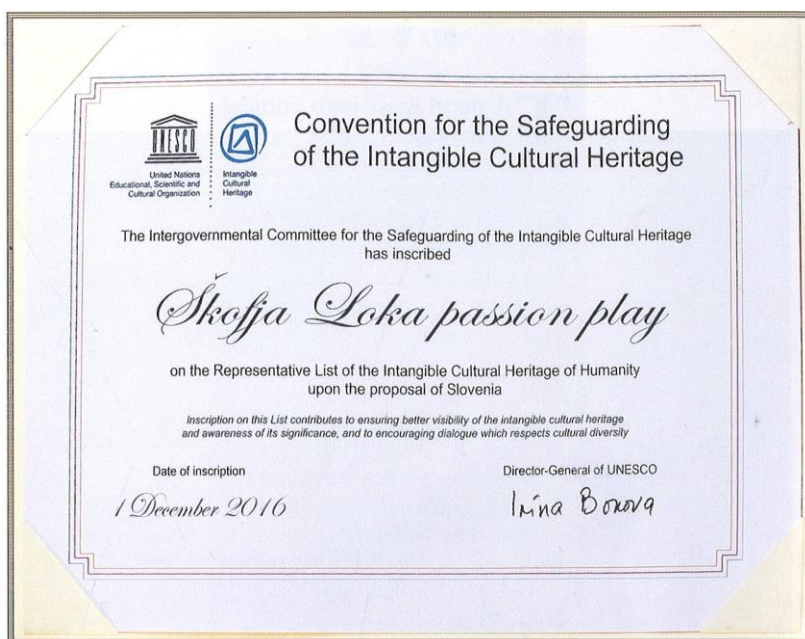 UNESCO
United Nations
Educational, Scientific and
Cultural Organization
Intangible
Cultural
Heritage
Convention for the Safeguarding
of the Intangible Cultural Heritage
The Intergovernmental Committee for the Safeguarding of the Intangible Cultural Heritage
has inscribed
Škofja Loka passion play
on the Representative List of the Intangible Cultural Heritage of Humanity
upon the proposal of Slovenia
Inscription on this List contributes to ensuring better visibility of the intangible cultural heritage
and awareness of its significance, and to encouraging dialogue which respects cultural diversity
Date of inscription
1 December 2016
Director-General of UNESCO
Irina Bokova